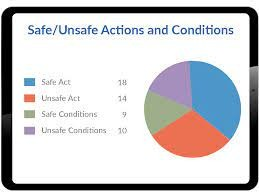 Safe/Unsafe Actions and Conditions
Safe Act 18
Unsafe Act 14
Safe Conditions 9
Unsafe Conditions 10